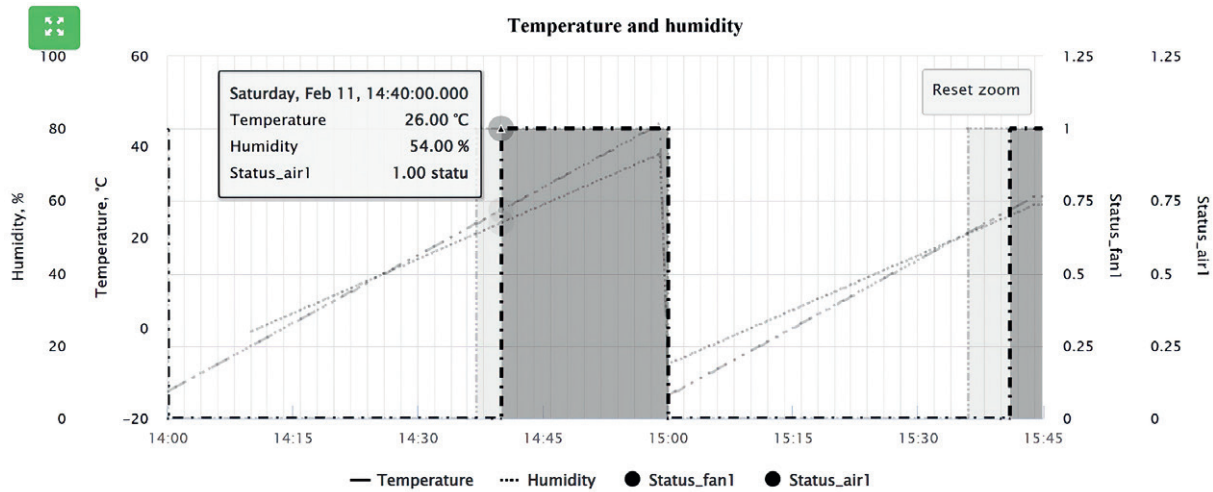 Temperature and humidity
100
60
1.25
1.25
Saturday, Feb 11, 14:40:00.000
Temperature 26.00 °C
Humidity 54.00 %
Status_air1 1.00 statu
Reset zoom
80
40
1
1
60
20
0.75
0.75
40
0
0.5
0.5
20
0.25
0.25
0
−20
0
0
Humidity, %
Temperature, °C
Status_fan1
Status_air1
14:00 14:15 14:30 14:45 15:00 15:15 15:30 15:45
Temperature Humidity Status_fan1 Status_air1